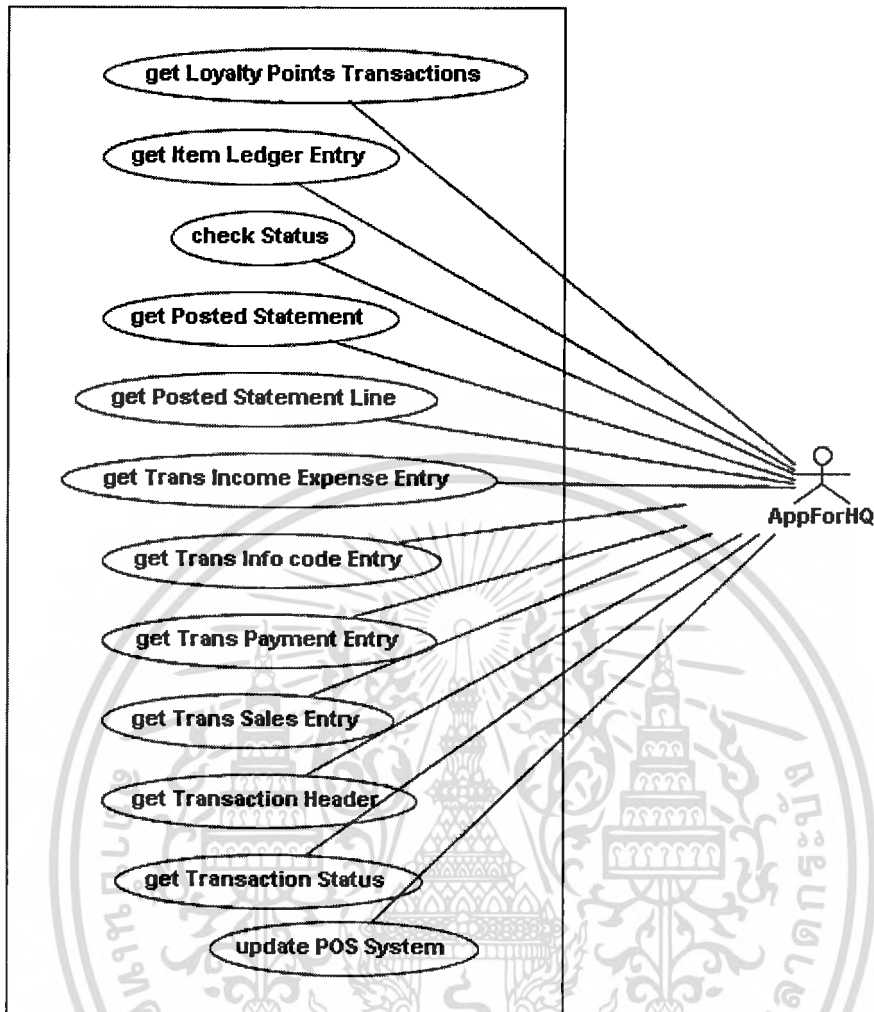 get Loyalty Points Transactions
get Item Ledger Entry
check Status
get Posted Statement
get Posted Statement Line
get Trans Income Expense Entry
AppForHQ
get Trans Info code Entry
get Trans Payment Entry
get Trans Sales Entry
get Transaction Header
get Transaction Status
update POS System